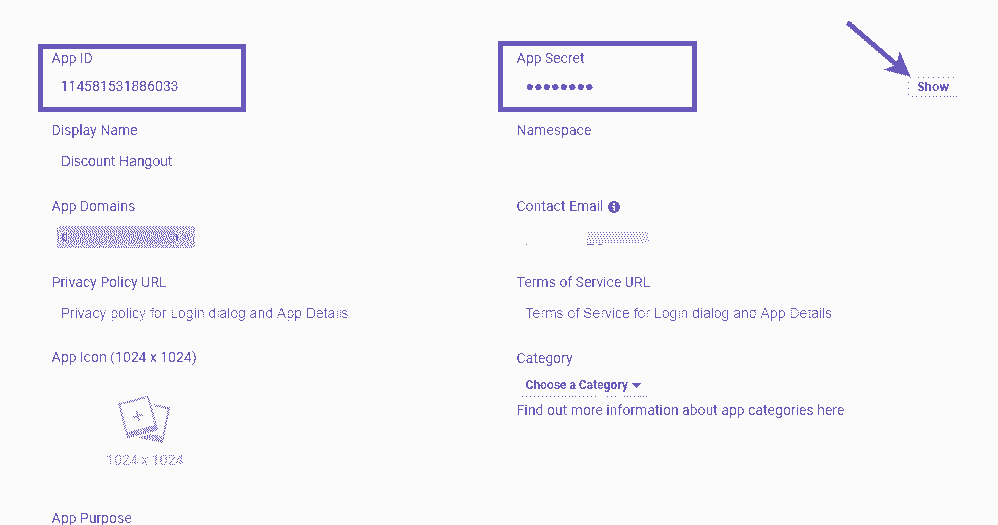 App ID
App Secret
114581531886033
Show
Display Name
Namespace
Discount Hangout
App Domains
Contact Email
Privacy Policy URL
Terms of Service URL
Privacy policy for Login dialog and App Details
Terms of Service for Login dialog and App Details
App Icon (1024 x 1024)
Category
Choose a Category
Find out more information about app categories here
1024 x 1024
App Purpose